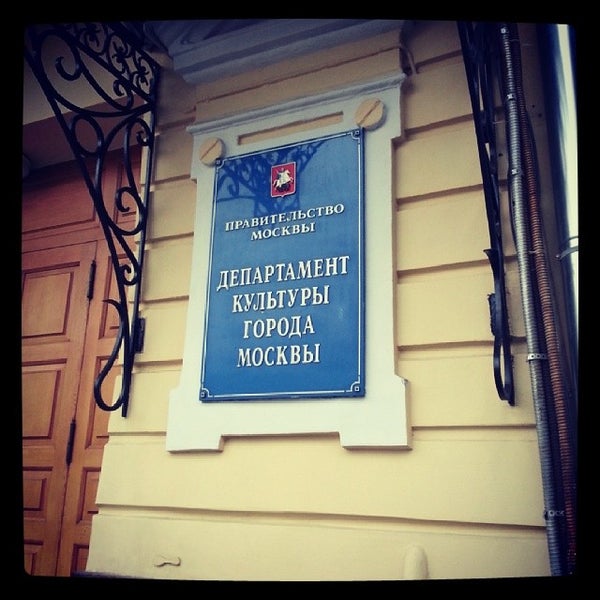 ПРАВИТЕЛЬСТВО
МОСКВЫ
ДЕПАРТАМЕНТ
КУЛЬТУРЫ
ГОРОДА
МОСКВЫ